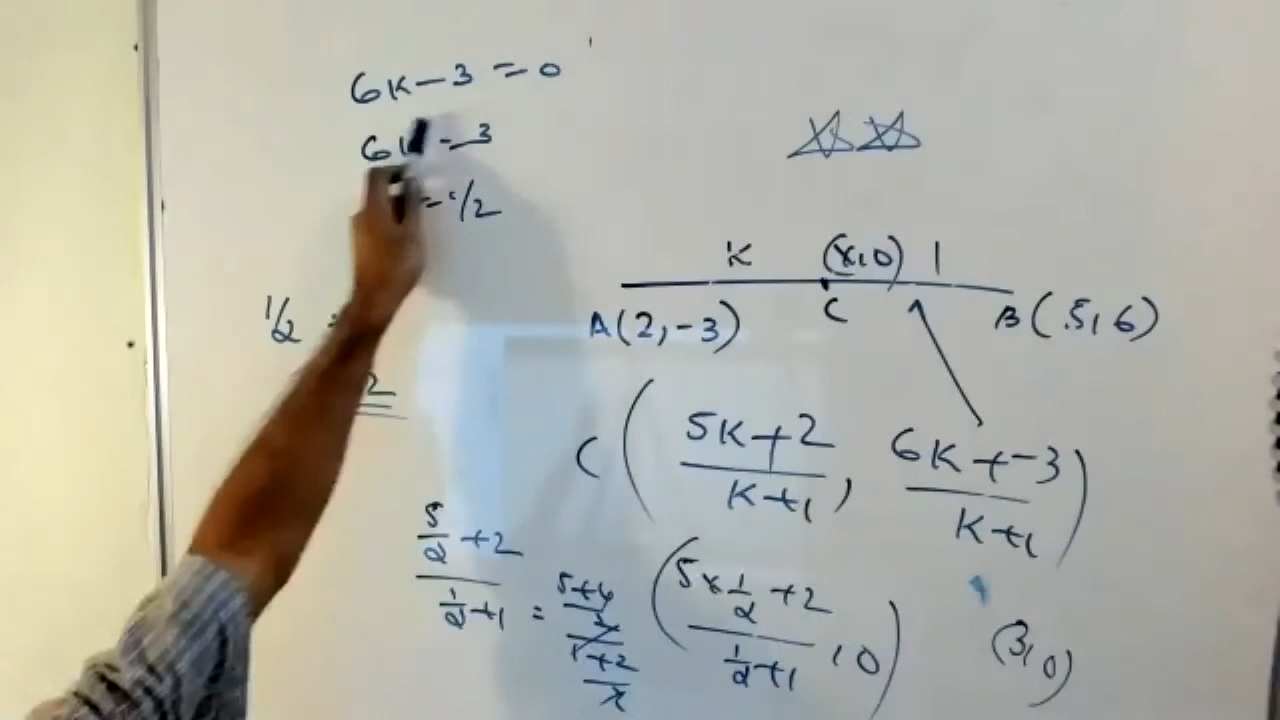 6K - 3 = 0
6K = 3
= 1/2
1/2 =
2
K (x, 0) 1
A(2, -3) C B(5, 6)
C ( (5K+2)/(K+1), (6K+-3)/(K+1) )
(5/2 + 2)/(1/2 + 1) = ((5+4)/2)/((1+2)/2)
( (5x1/2 + 2)/(1/2 + 1), 0 )
(3, 0)